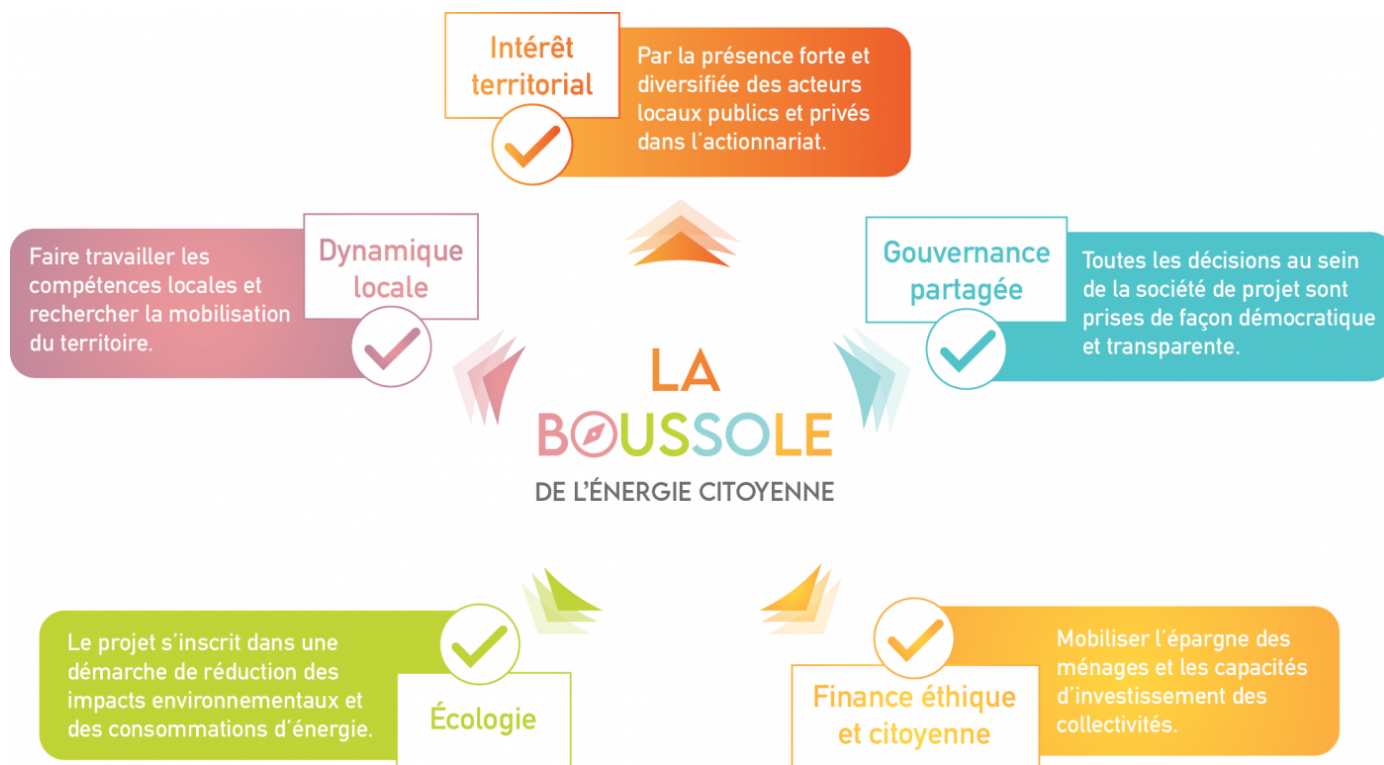 Intérêt
territorial
Par la présence forte et
diversifiée des acteurs
locaux publics et privés
dans l'actionnariat.
Dynamique
locale
Faire travailler les
compétences locales et
rechercher la mobilisation
du territoire.
Gouvernance
partagée
Toutes les décisions au sein
de la société de projet sont
prises de façon démocratique
et transparente.
LA
BOUSSOLE
DE L'ÉNERGIE CITOYENNE
Le projet s'inscrit dans une
démarche de réduction des
impacts environnementaux et
des consommations d'énergie.
Écologie
Finance éthique
et citoyenne
Mobiliser l'épargne des
ménages et les capacités
d'investissement des
collectivités.